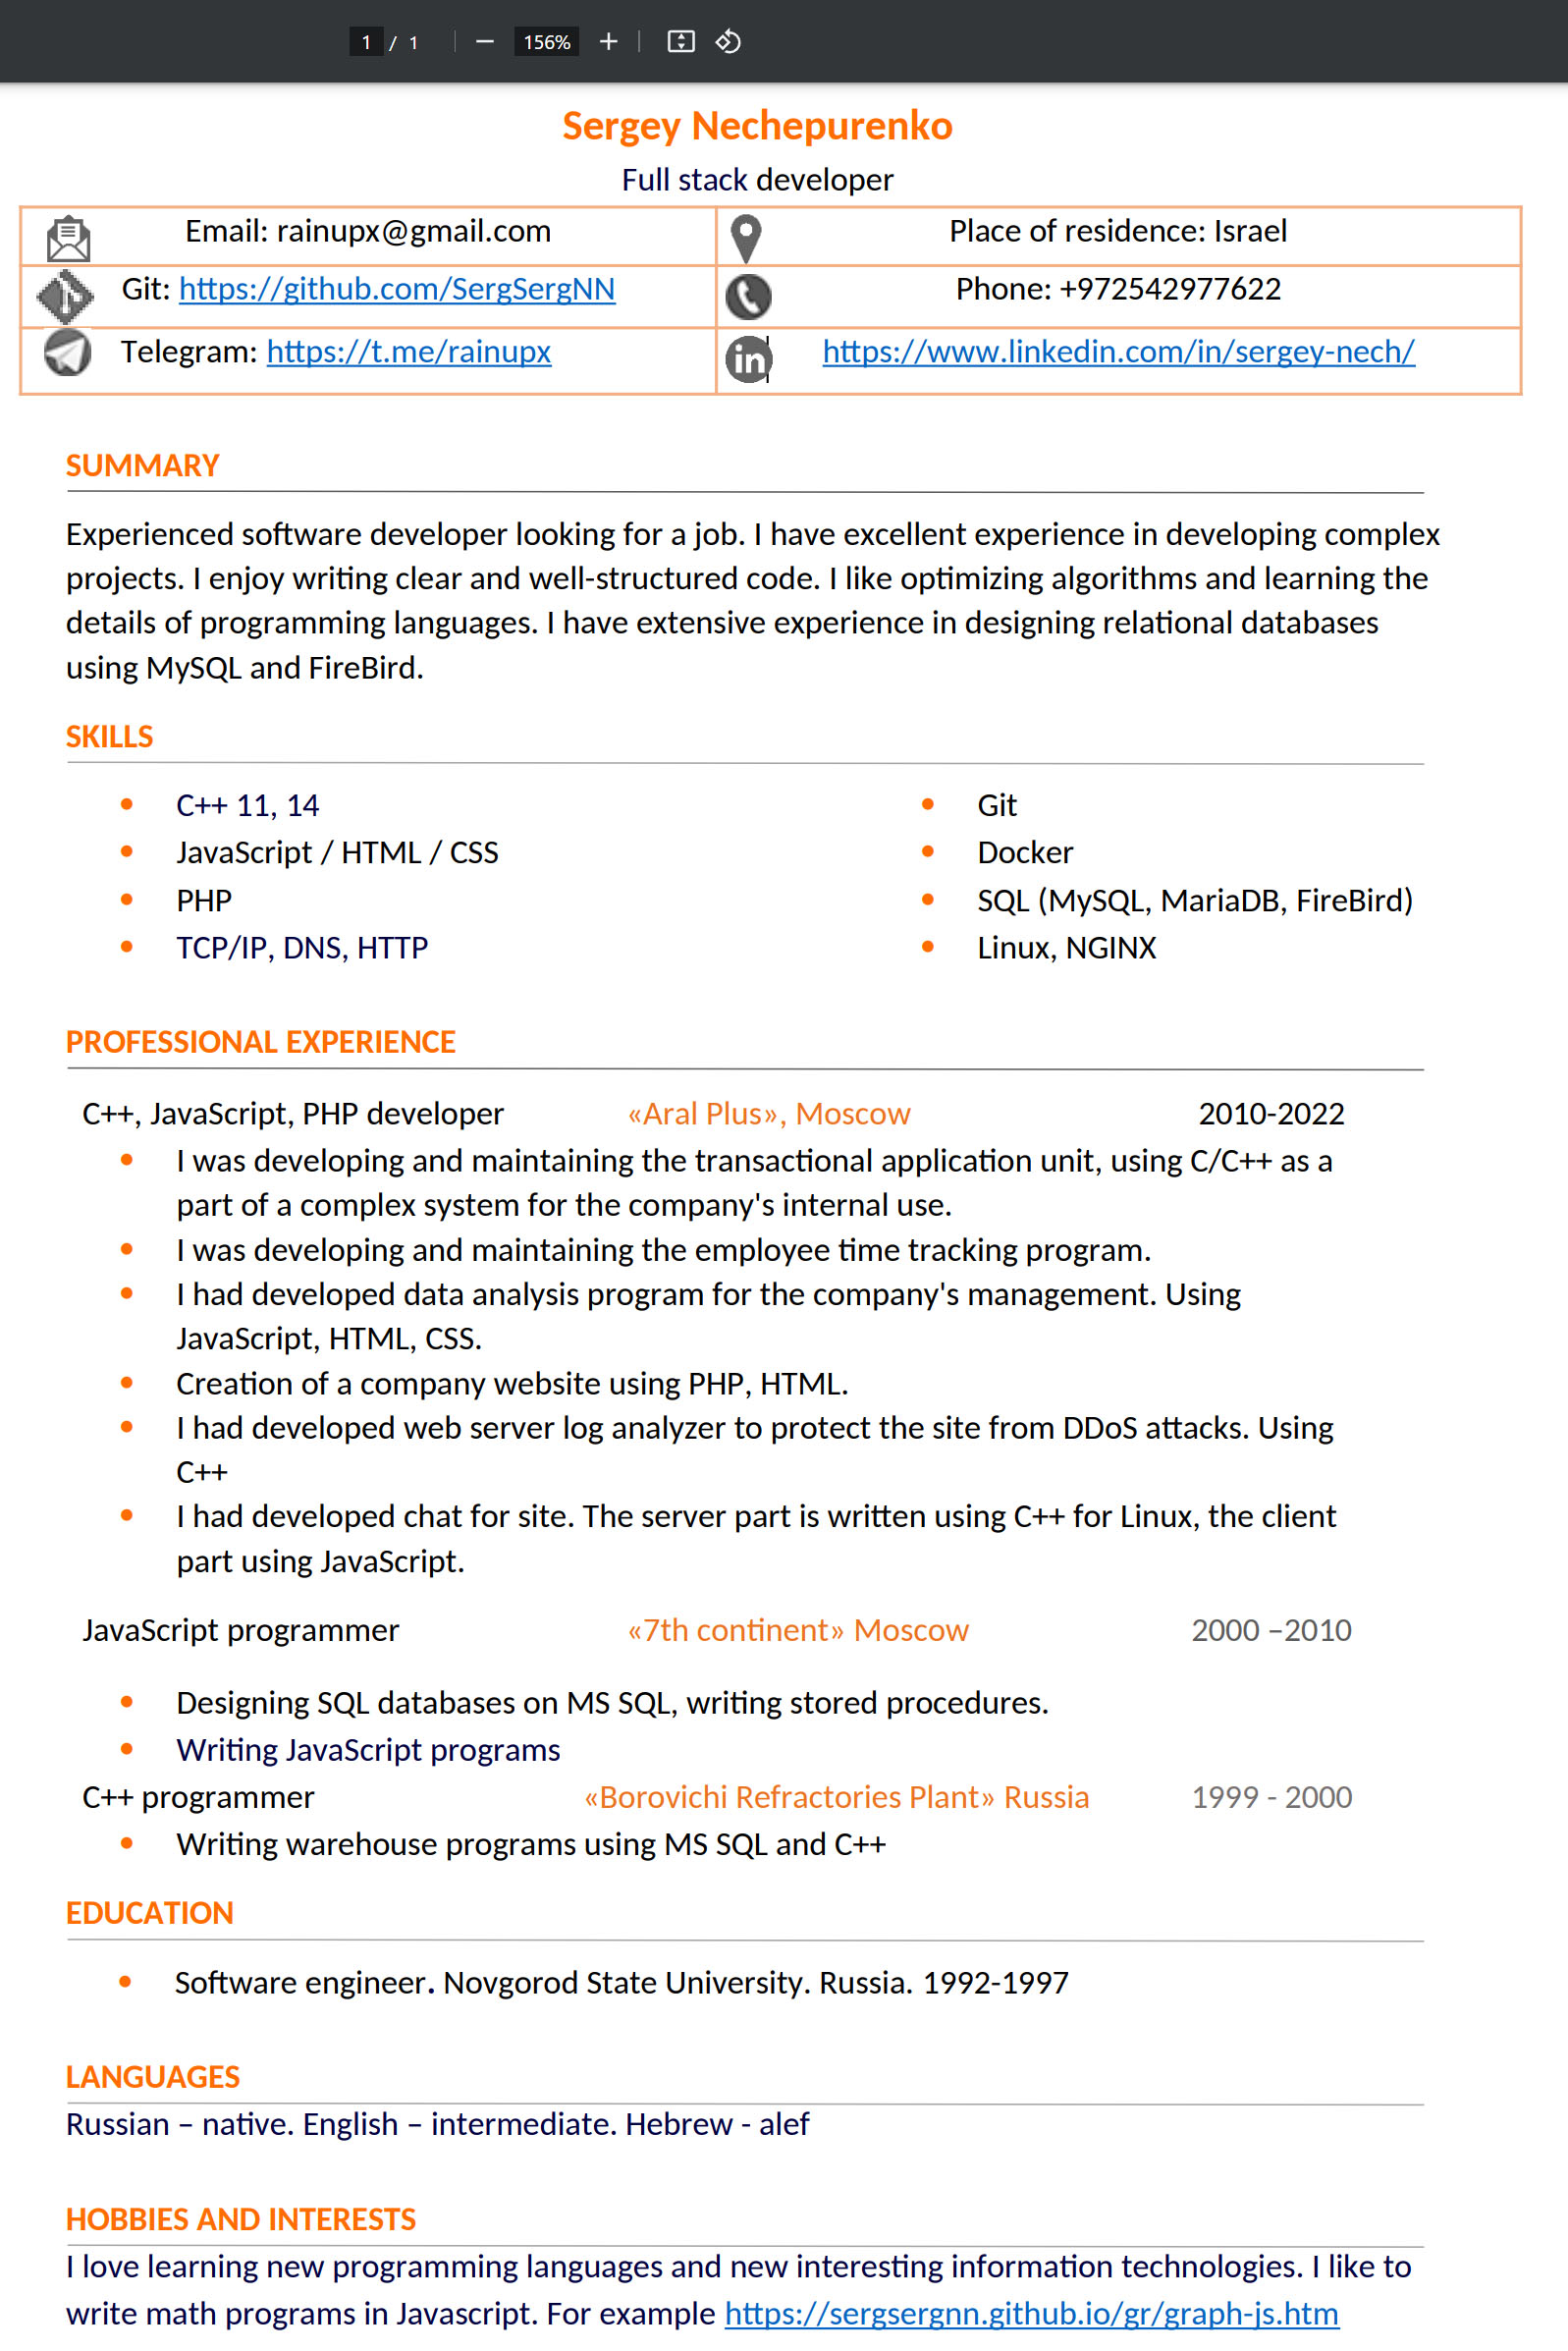 1 / 1 156%
Sergey Nechepurenko
Full stack developer
Email: rainupx@gmail.com Place of residence: Israel
Git: https://github.com/SergSergNN Phone: +972542977622
Telegram: https://t.me/rainupx in https://www.linkedin.com/in/sergey-nech/
SUMMARY
Experienced software developer looking for a job. I have excellent experience in developing complex
projects. I enjoy writing clear and well-structured code. I like optimizing algorithms and learning the
details of programming languages. I have extensive experience in designing relational databases
using MySQL and FireBird.
SKILLS
• C++ 11, 14
• JavaScript / HTML / CSS
• PHP
• TCP/IP, DNS, HTTP
• Git
• Docker
• SQL (MySQL, MariaDB, FireBird)
• Linux, NGINX
PROFESSIONAL EXPERIENCE
C++, JavaScript, PHP developer «Aral Plus», Moscow 2010-2022
• I was developing and maintaining the transactional application unit, using C/C++ as a
part of a complex system for the company's internal use.
• I was developing and maintaining the employee time tracking program.
• I had developed data analysis program for the company's management. Using
JavaScript, HTML, CSS.
• Creation of a company website using PHP, HTML.
• I had developed web server log analyzer to protect the site from DDoS attacks. Using
C++
• I had developed chat for site. The server part is written using C++ for Linux, the client
part using JavaScript.
JavaScript programmer «7th continent» Moscow 2000 –2010
• Designing SQL databases on MS SQL, writing stored procedures.
• Writing JavaScript programs
C++ programmer «Borovichi Refractories Plant» Russia 1999 - 2000
• Writing warehouse programs using MS SQL and C++
EDUCATION
• Software engineer. Novgorod State University. Russia. 1992-1997
LANGUAGES
Russian – native. English – intermediate. Hebrew - alef
HOBBIES AND INTERESTS
I love learning new programming languages and new interesting information technologies. I like to
write math programs in Javascript. For example https://sergsergnn.github.io/gr/graph-js.htm